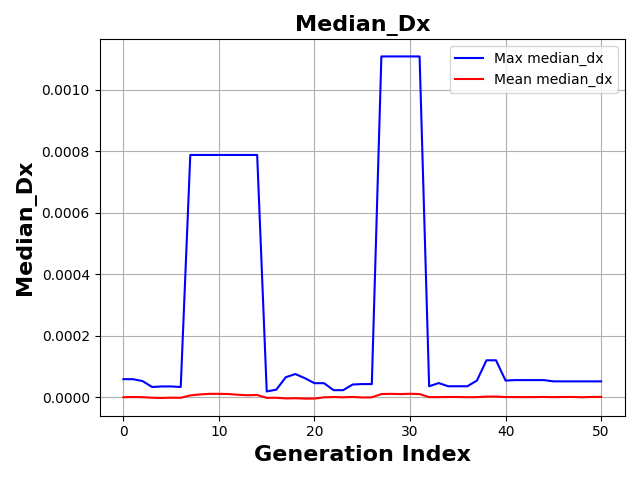 Median_Dx
Max median_dx
Mean median_dx
0.0010
0.0008
0.0006
0.0004
0.0002
0.0000
Median_Dx
0 10 20 30 40 50
Generation Index